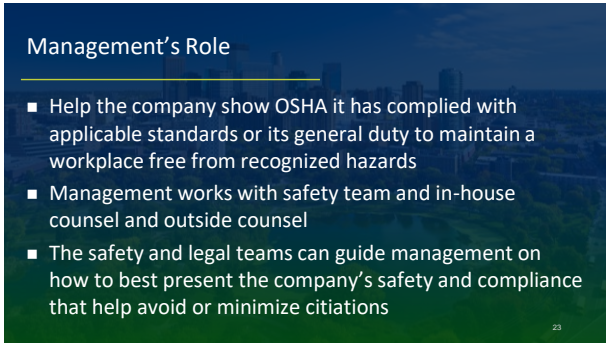 Management’s Role
▪ Help the company show OSHA it has complied with
applicable standards or its general duty to maintain a
workplace free from recognized hazards
▪ Management works with safety team and in-house
counsel and outside counsel
▪ The safety and legal teams can guide management on
how to best present the company’s safety and compliance
that help avoid or minimize citiations
23